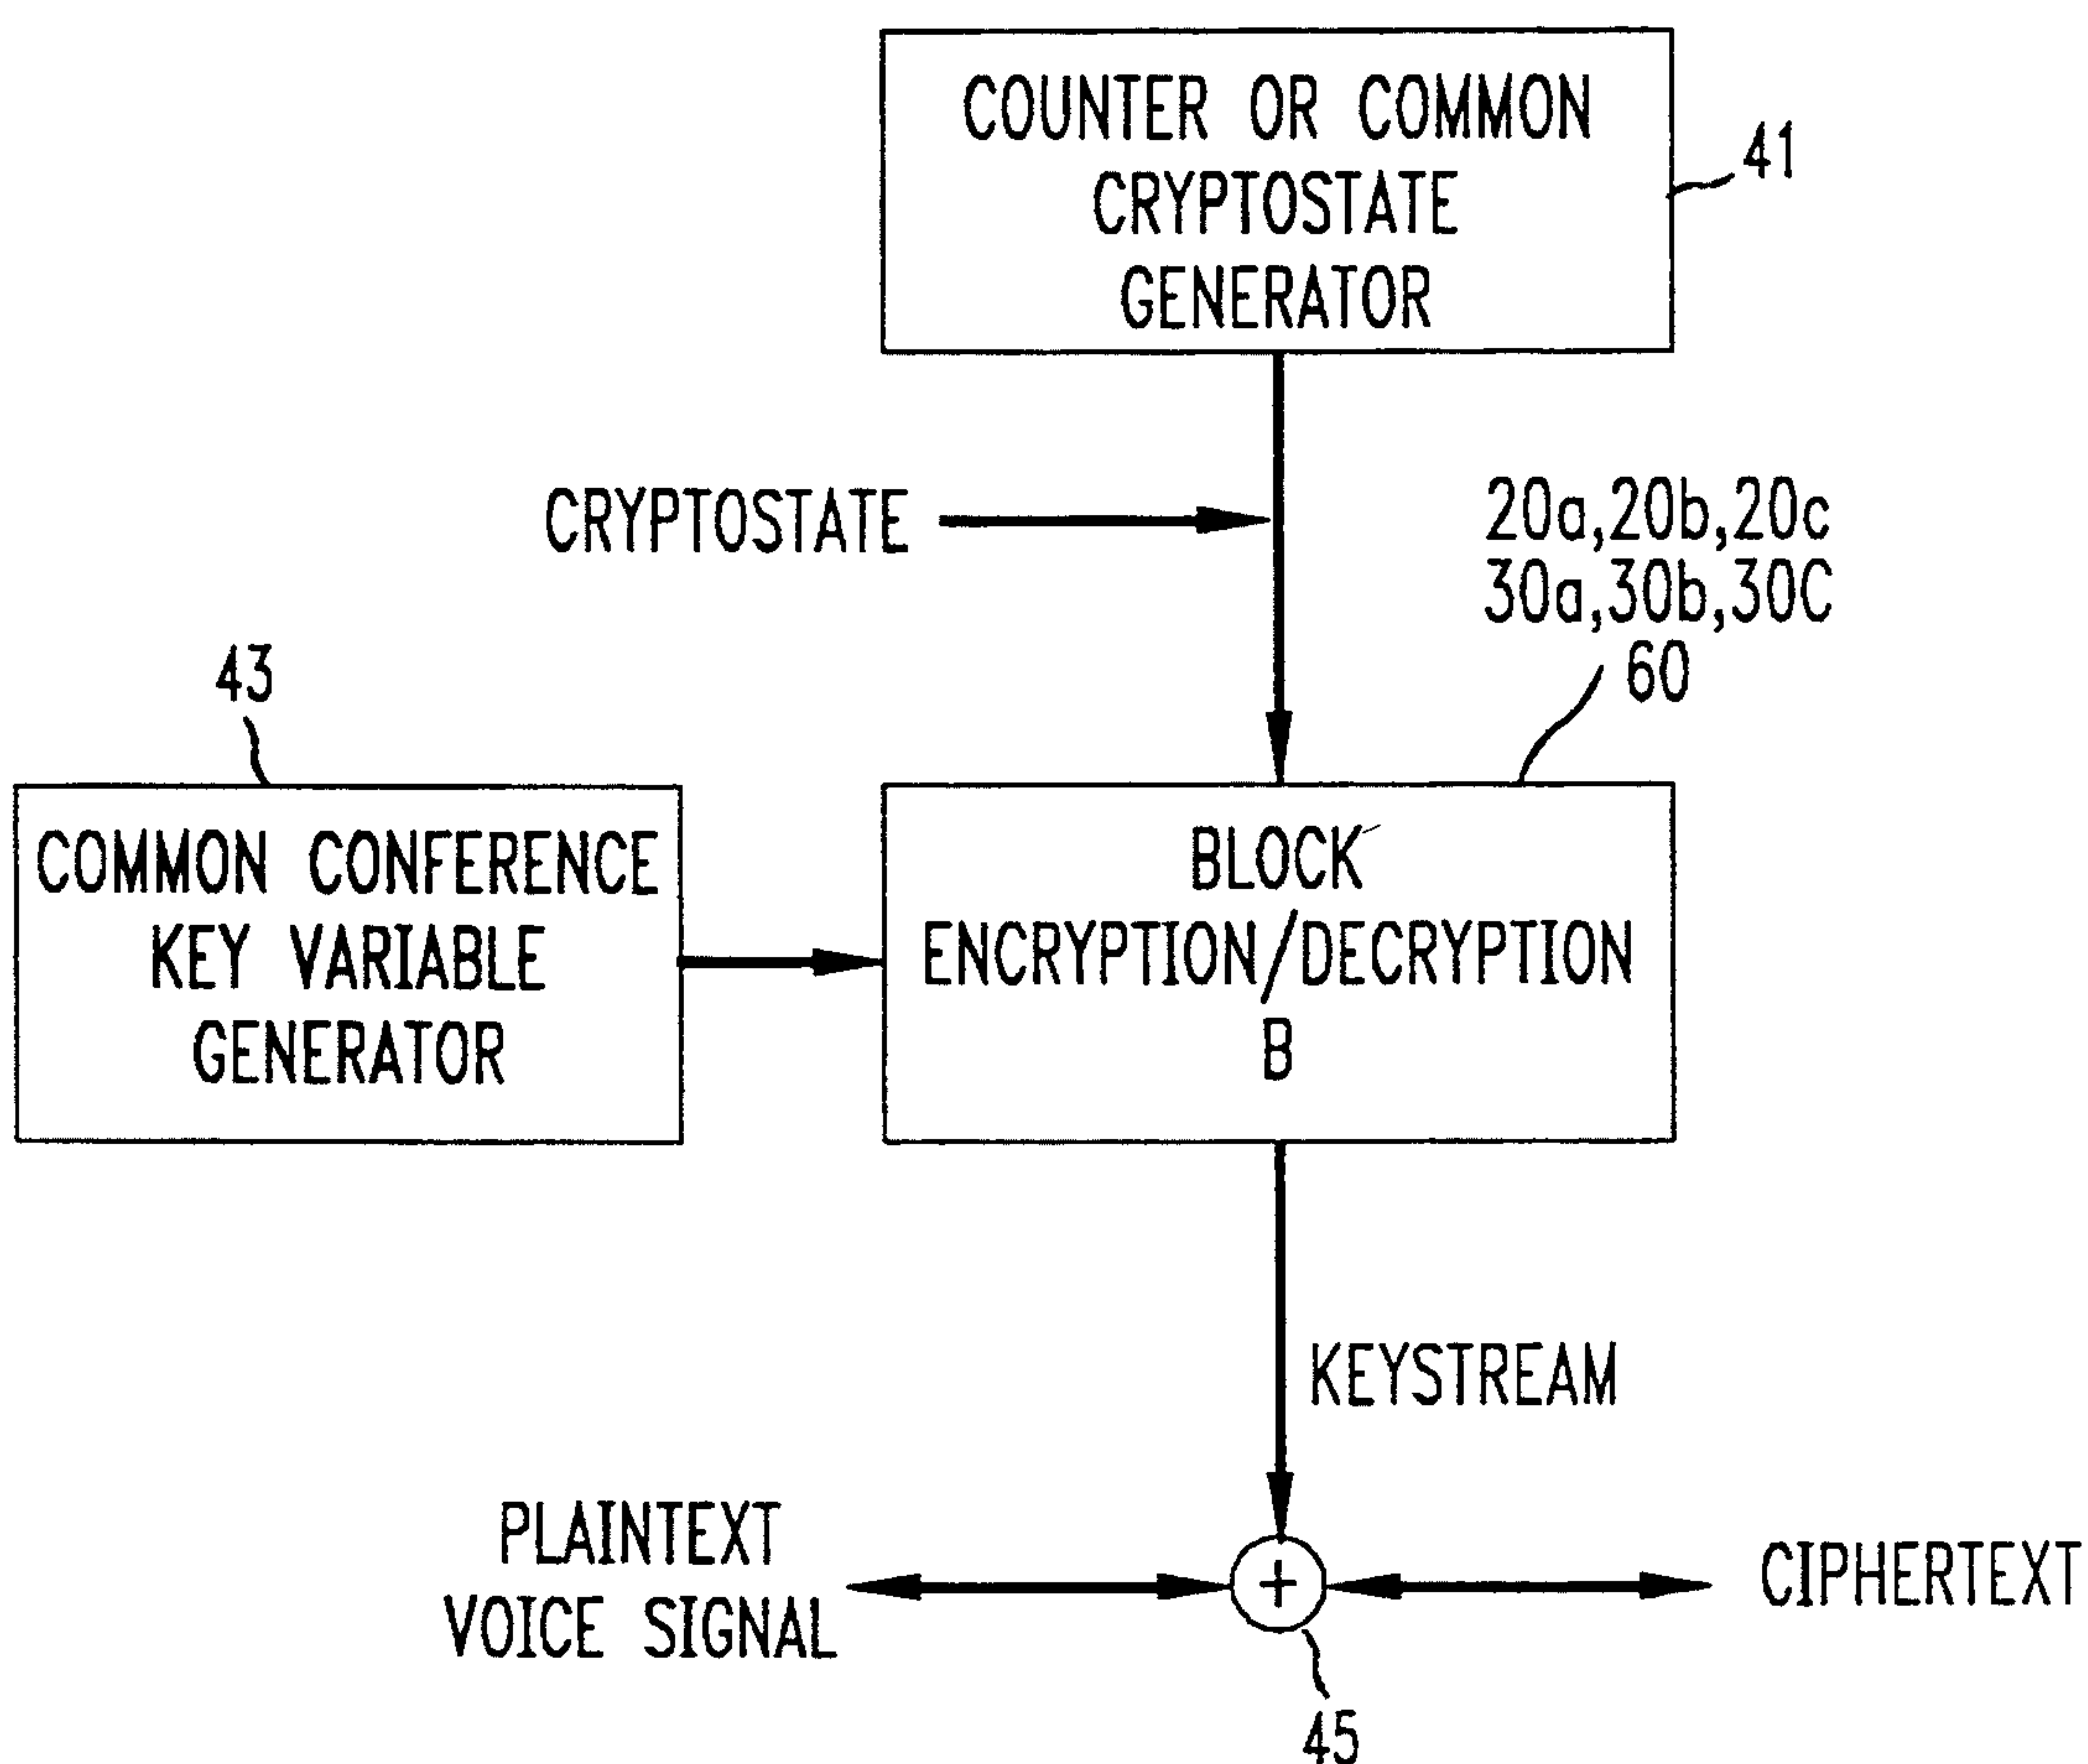 COUNTER OR COMMON
CRYPTOSTATE
GENERATOR
41
CRYPTOSTATE
20a,20b,20c
30a,30b,30C
60
43
COMMON CONFERENCE
KEY VARIABLE
GENERATOR
BLOCK
ENCRYPTION/DECRYPTION
B
KEYSTREAM
PLAINTEXT
VOICE SIGNAL
+
CIPHERTEXT
45